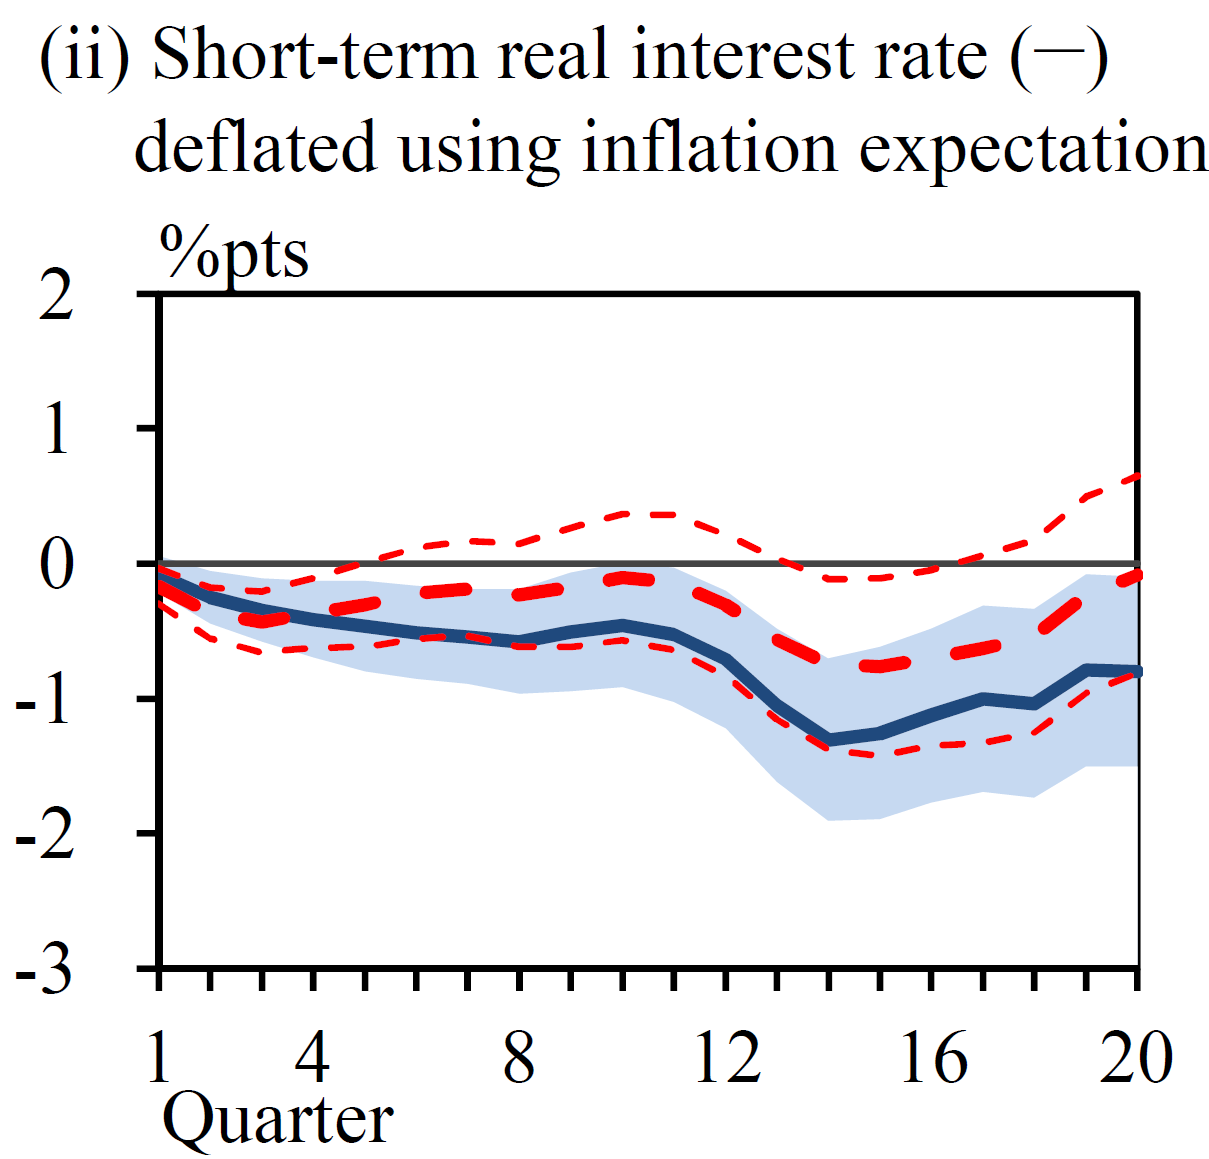 (ii) Short-term real interest rate (−)
deflated using inflation expectation
%pts
2
1
0
-1
-2
-3
1 4 8 12 16 20
Quarter